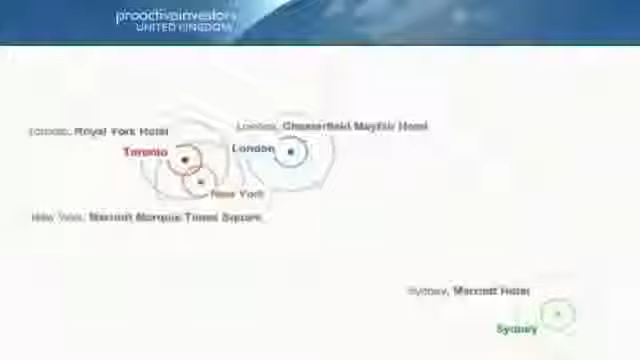 proactiveinvestors
UNITED KINGDOM
Toronto, Royal York Hotel
London, Chesterfield Mayfair Hotel
Toronto
London
New York
New York, Marriott Marquis Times Square
Sydney, Marriott Hotel
Sydney